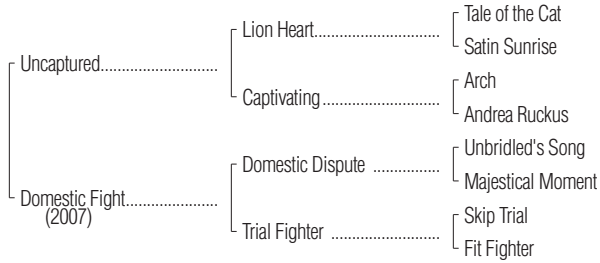 Tale of the Cat
Lion Heart
Satin Sunrise
Uncaptured
Arch
Captivating
Andrea Ruckus
Unbridled's Song
Domestic Dispute
Majestical Moment
Domestic Fight
(2007)
Skip Trial
Trial Fighter
Fit Fighter